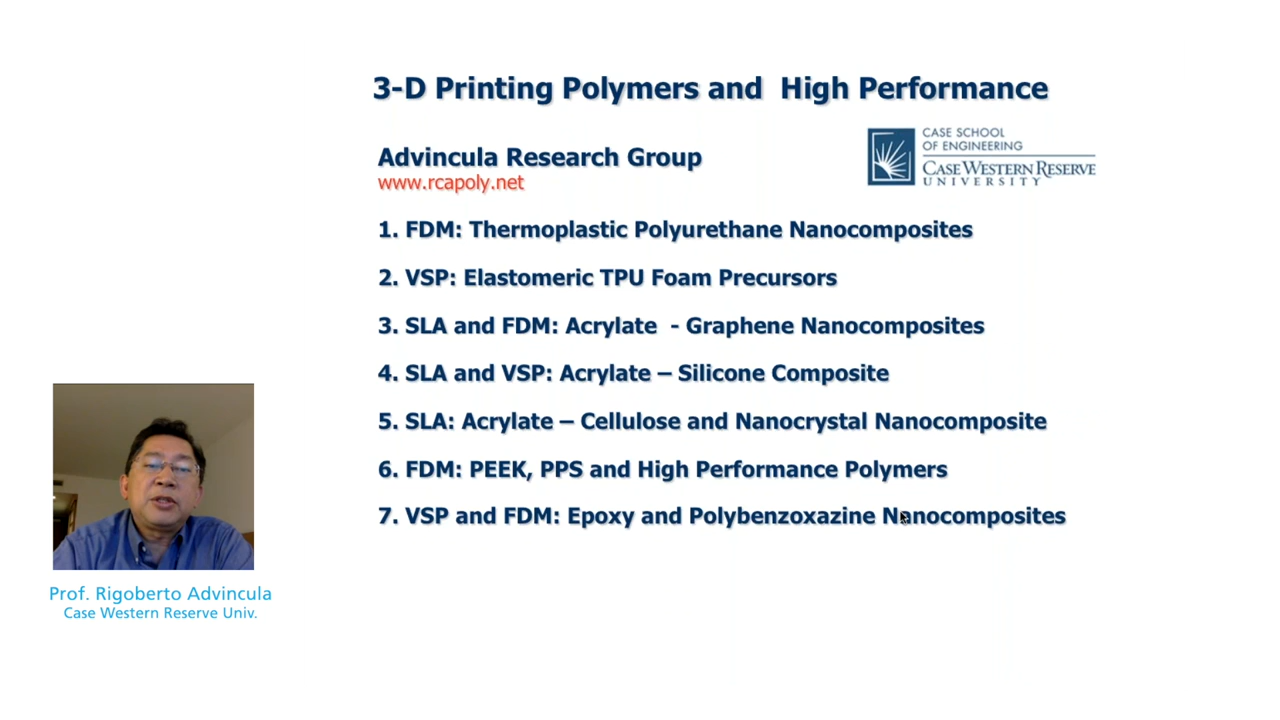 3-D Printing Polymers and High Performance
Advincula Research Group
www.rcapoly.net
CASE SCHOOL
OF ENGINEERING
CASE WESTERN RESERVE
UNIVERSITY
1. FDM: Thermoplastic Polyurethane Nanocomposites
2. VSP: Elastomeric TPU Foam Precursors
3. SLA and FDM: Acrylate - Graphene Nanocomposites
4. SLA and VSP: Acrylate – Silicone Composite
5. SLA: Acrylate – Cellulose and Nanocrystal Nanocomposite
6. FDM: PEEK, PPS and High Performance Polymers
7. VSP and FDM: Epoxy and Polybenzoxazine Nanocomposites
Prof. Rigoberto Advincula
Case Western Reserve Univ.